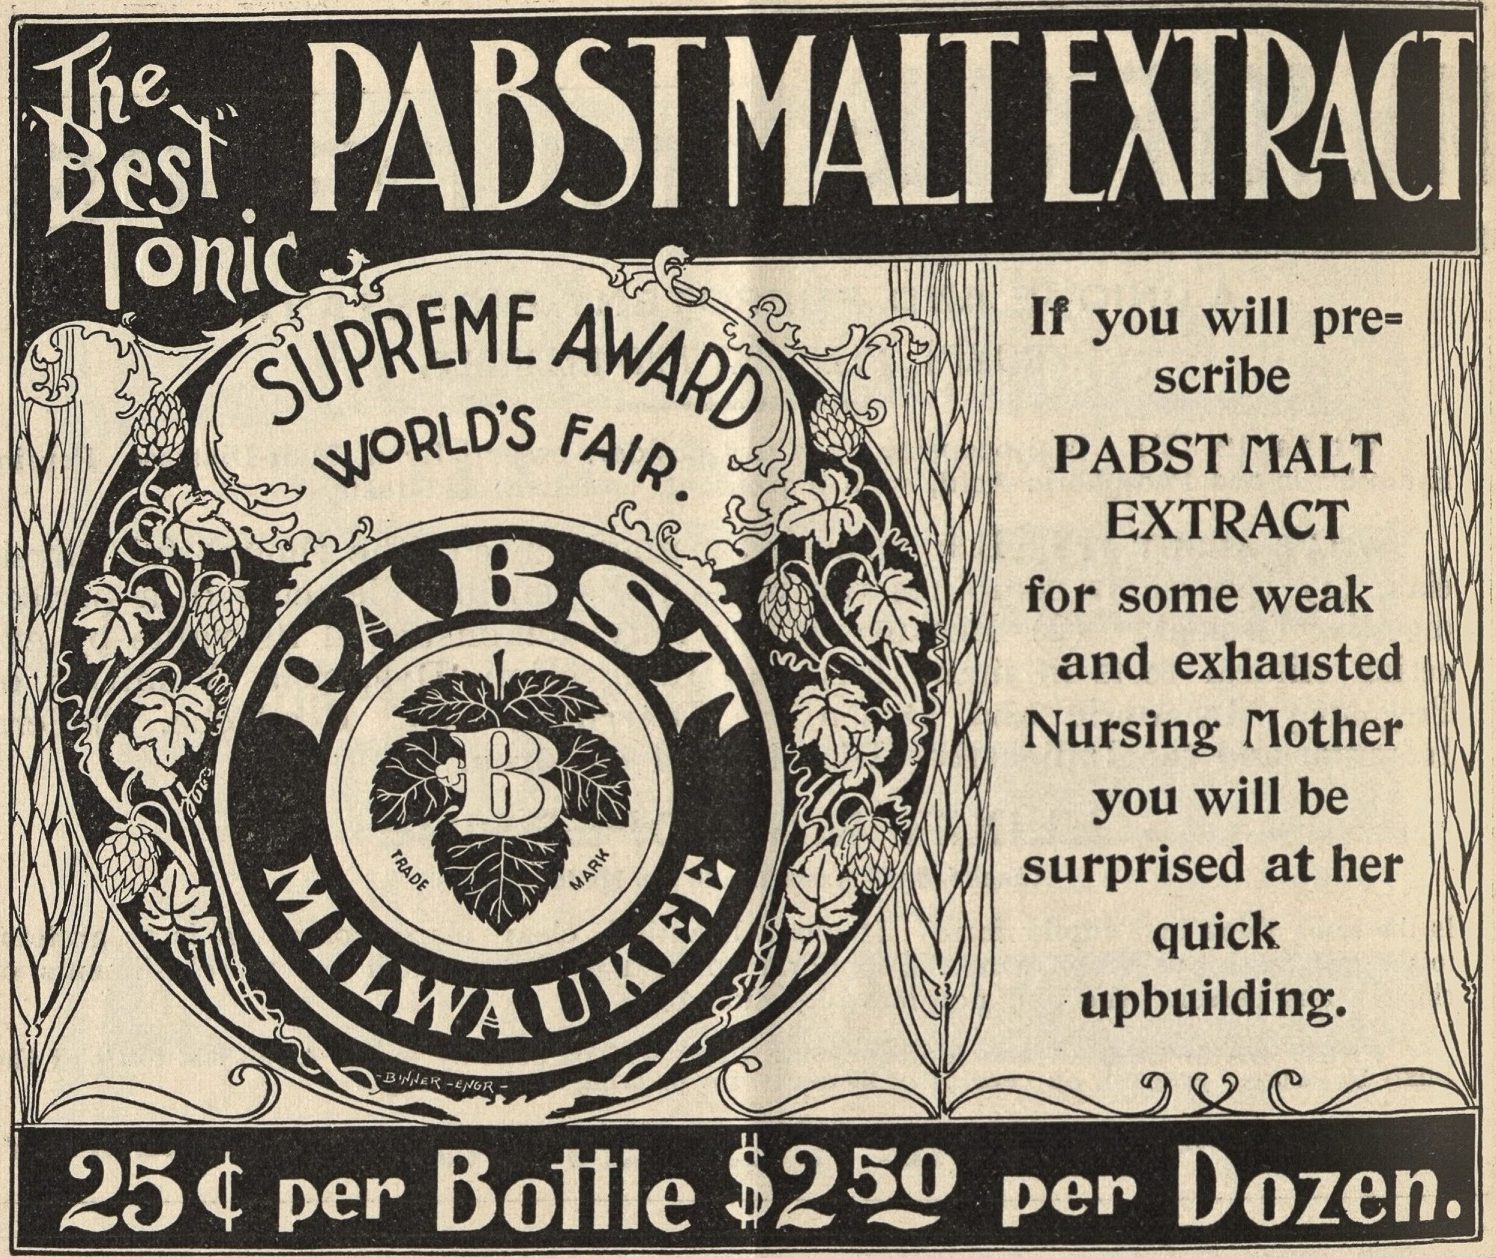 The
"Best"
Tonic
PABST MALT EXTRACT
SUPREME AWARD
WORLD'S FAIR.
PABST
B
TRADE MARK
MILWAUKEE
-BINNER-ENGR-
If you will pre=
scribe
PABST MALT
EXTRACT
for some weak
and exhausted
Nursing Mother
you will be
surprised at her
quick
upbuilding.
25¢ per Bottle $2 50 per Dozen.